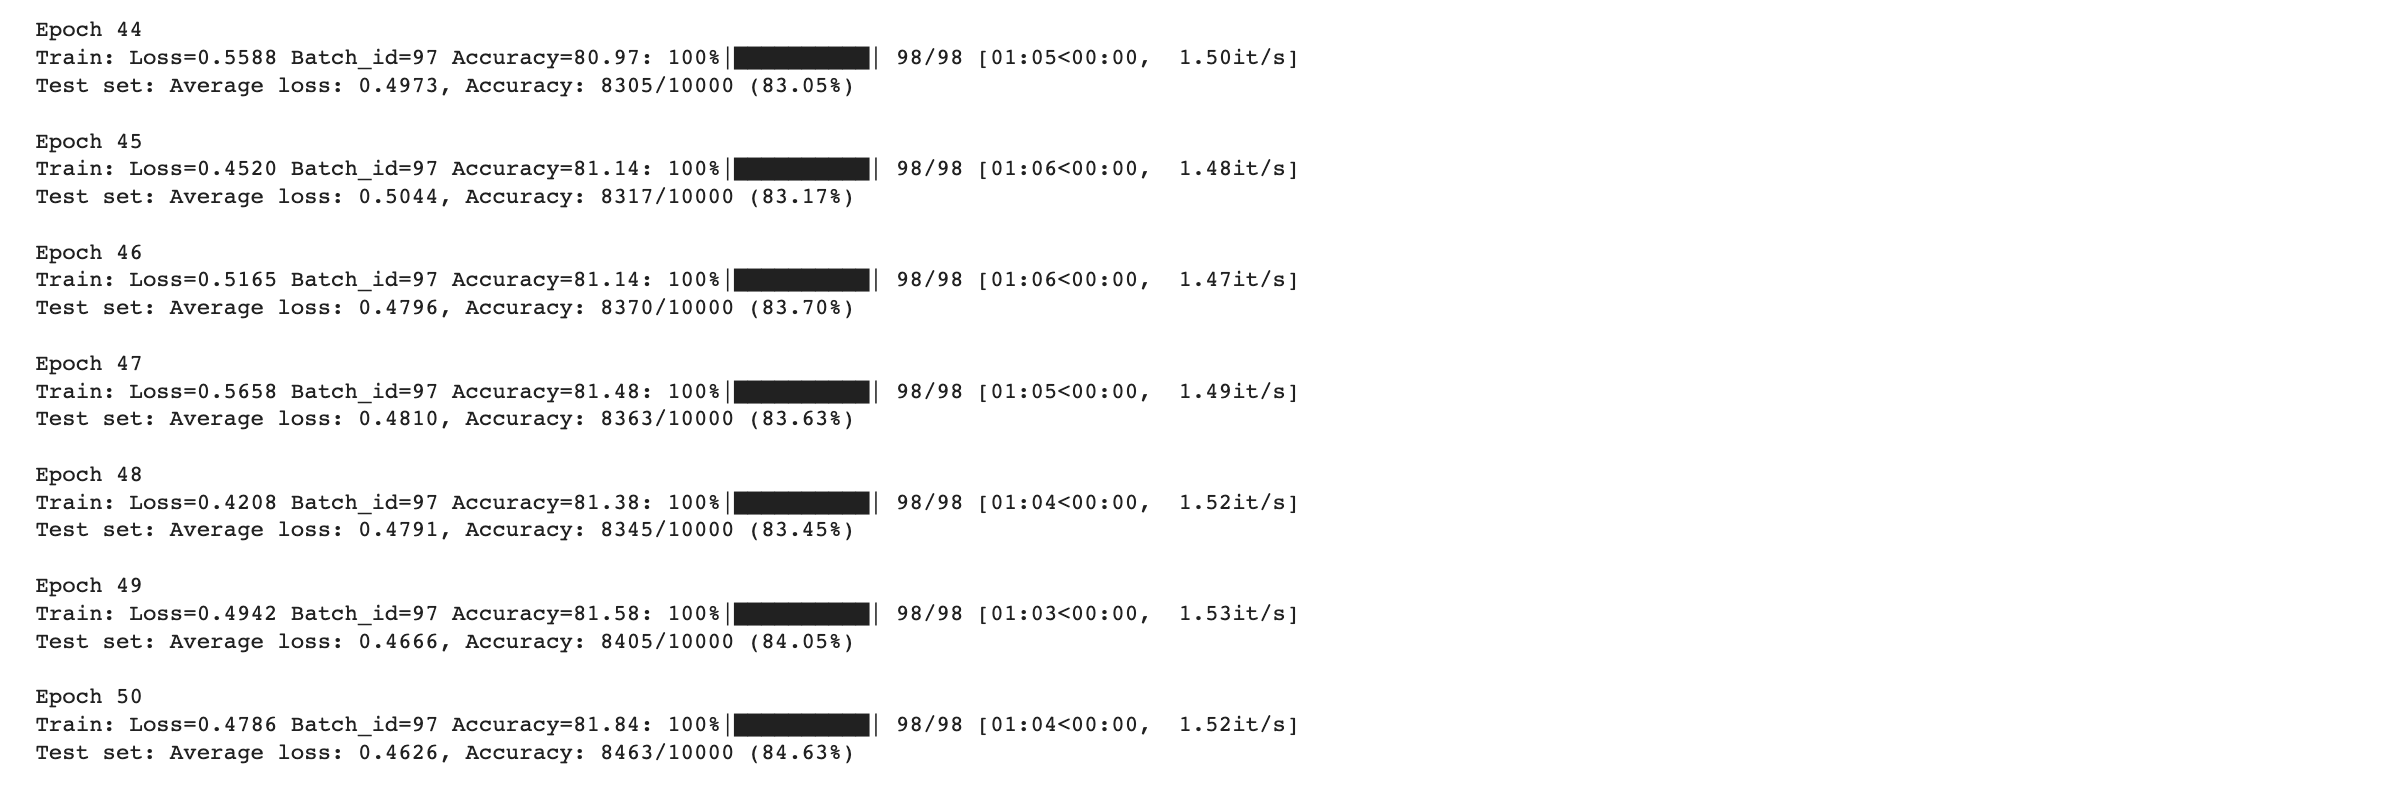 Epoch 44
Train: Loss=0.5588 Batch_id=97 Accuracy=80.97: 100%|██████████| 98/98 [01:05<00:00,  1.50it/s]
Test set: Average loss: 0.4973, Accuracy: 8305/10000 (83.05%)

Epoch 45
Train: Loss=0.4520 Batch_id=97 Accuracy=81.14: 100%|██████████| 98/98 [01:06<00:00,  1.48it/s]
Test set: Average loss: 0.5044, Accuracy: 8317/10000 (83.17%)

Epoch 46
Train: Loss=0.5165 Batch_id=97 Accuracy=81.14: 100%|██████████| 98/98 [01:06<00:00,  1.47it/s]
Test set: Average loss: 0.4796, Accuracy: 8370/10000 (83.70%)

Epoch 47
Train: Loss=0.5658 Batch_id=97 Accuracy=81.48: 100%|██████████| 98/98 [01:05<00:00,  1.49it/s]
Test set: Average loss: 0.4810, Accuracy: 8363/10000 (83.63%)

Epoch 48
Train: Loss=0.4208 Batch_id=97 Accuracy=81.38: 100%|██████████| 98/98 [01:04<00:00,  1.52it/s]
Test set: Average loss: 0.4791, Accuracy: 8345/10000 (83.45%)

Epoch 49
Train: Loss=0.4942 Batch_id=97 Accuracy=81.58: 100%|██████████| 98/98 [01:03<00:00,  1.53it/s]
Test set: Average loss: 0.4666, Accuracy: 8405/10000 (84.05%)

Epoch 50
Train: Loss=0.4786 Batch_id=97 Accuracy=81.84: 100%|██████████| 98/98 [01:04<00:00,  1.52it/s]
Test set: Average loss: 0.4626, Accuracy: 8463/10000 (84.63%)